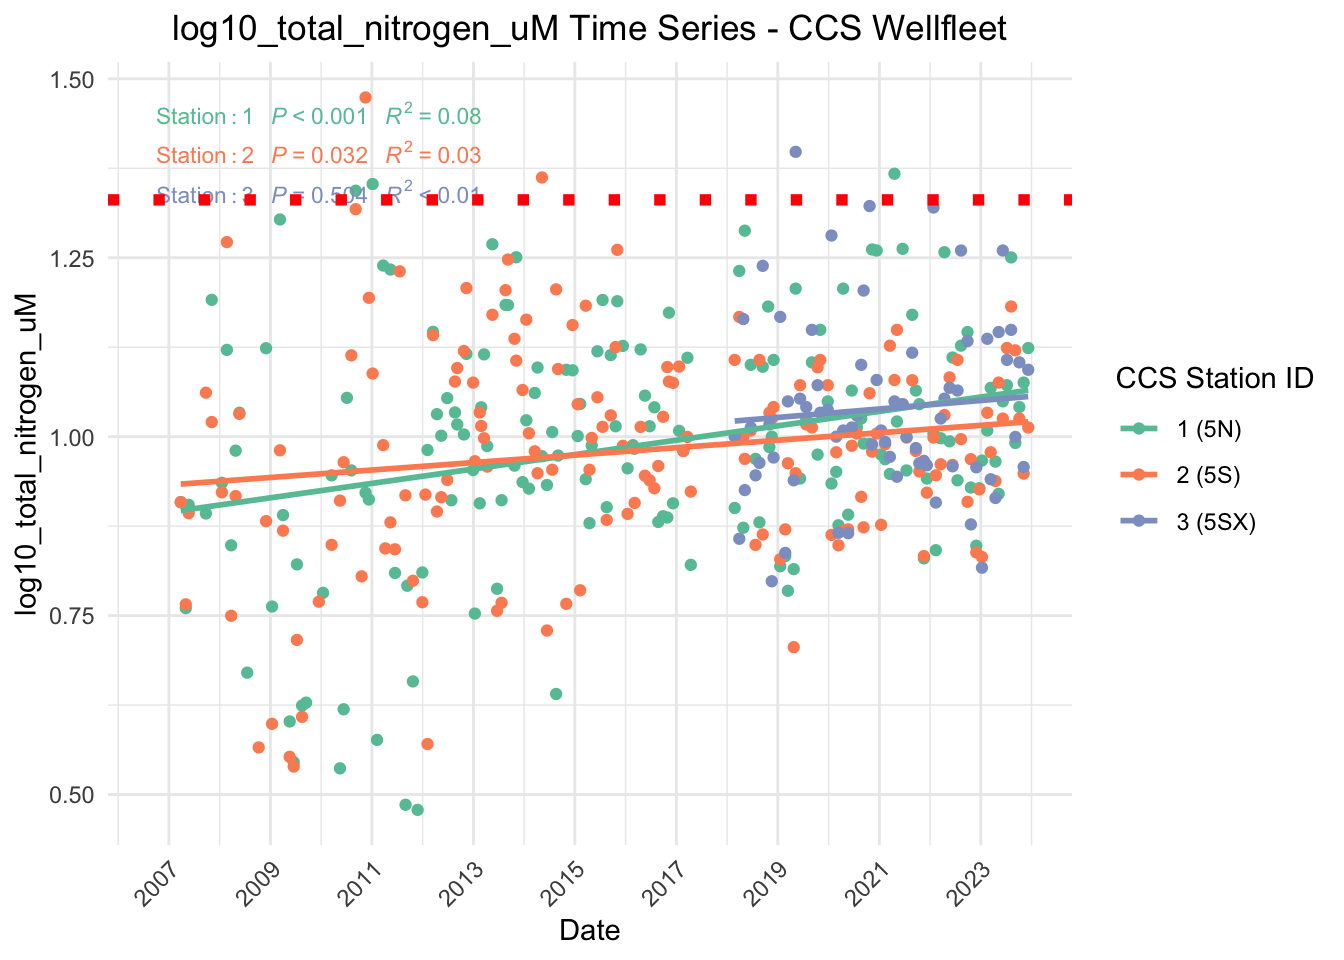 log10_total_nitrogen_uM Time Series - CCS Wellfleet
1.50
1.25
1.00
0.75
0.50
log10_total_nitrogen_uM
Station : 1 P < 0.001 R² = 0.08
Station : 2 P = 0.032 R² = 0.03
Station : 3 P = 0.504 R² < 0.01
2007 2009 2011 2013 2015 2017 2019 2021 2023
Date
CCS Station ID
1 (5N)
2 (5S)
3 (5SX)